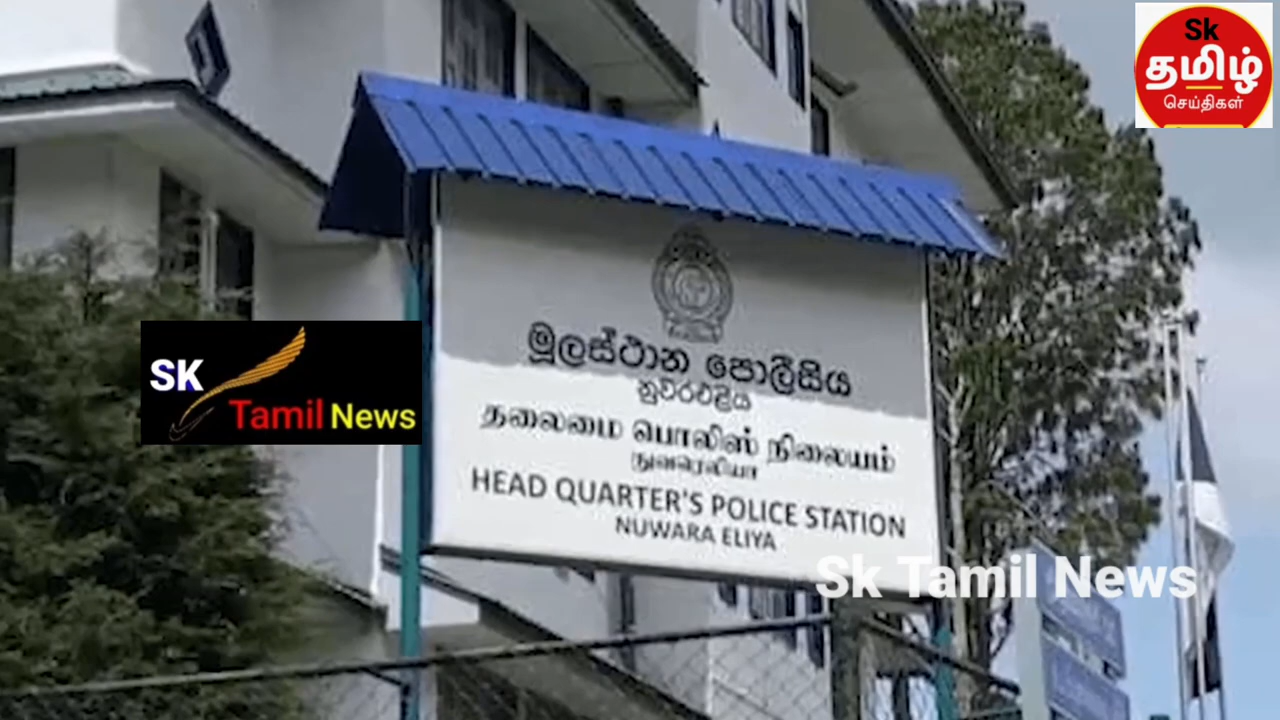 Sk
தமிழ்
செய்திகள்
මූලස්ථාන පොලීසිය
නුවරඑළිය
தலைமை பொலிஸ் நிலையம்
நுவரெலியா
HEAD QUARTER'S POLICE STATION
NUWARA ELIYA
SK
Tamil News
Sk Tamil News